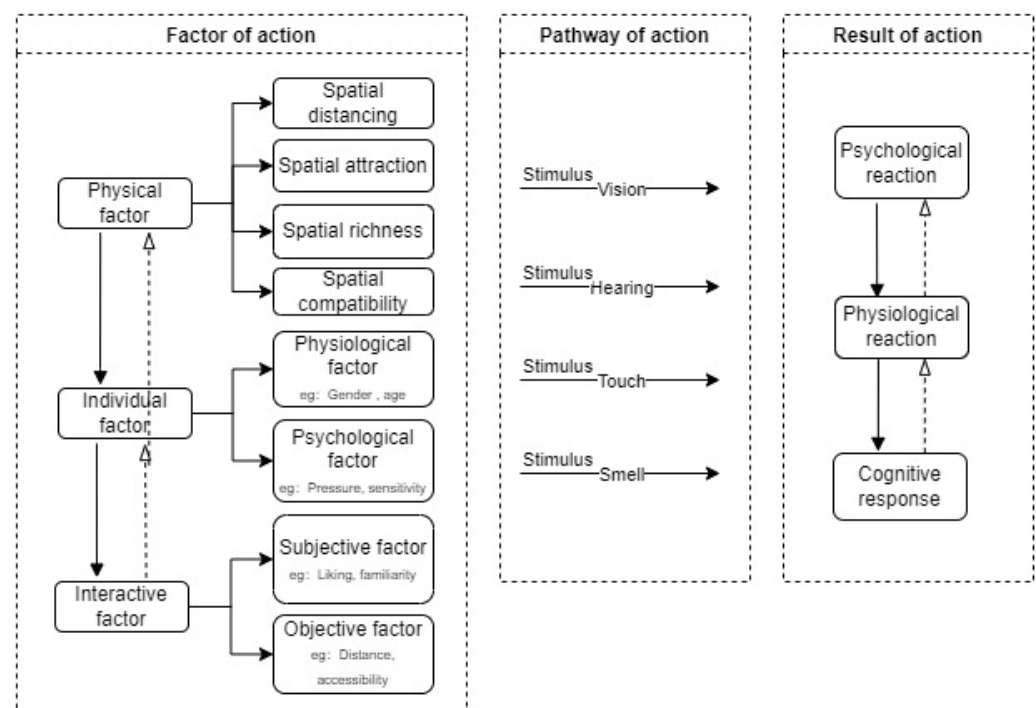 Factor of action
Spatial
distancing
Spatial attraction
Physical
factor
Spatial richness
Spatial
compatibility
Physiological
factor
eg: Gender , age
Individual
factor
Psychological
factor
eg: Pressure, sensitivity
Subjective factor
eg: Liking, familiarity
Interactive
factor
Objective factor
eg: Distance,
accessibility
Pathway of action
Stimulus
Vision
Stimulus
Hearing
Stimulus
Touch
Stimulus
Smell
Result of action
Psychological
reaction
Physiological
reaction
Cognitive
response